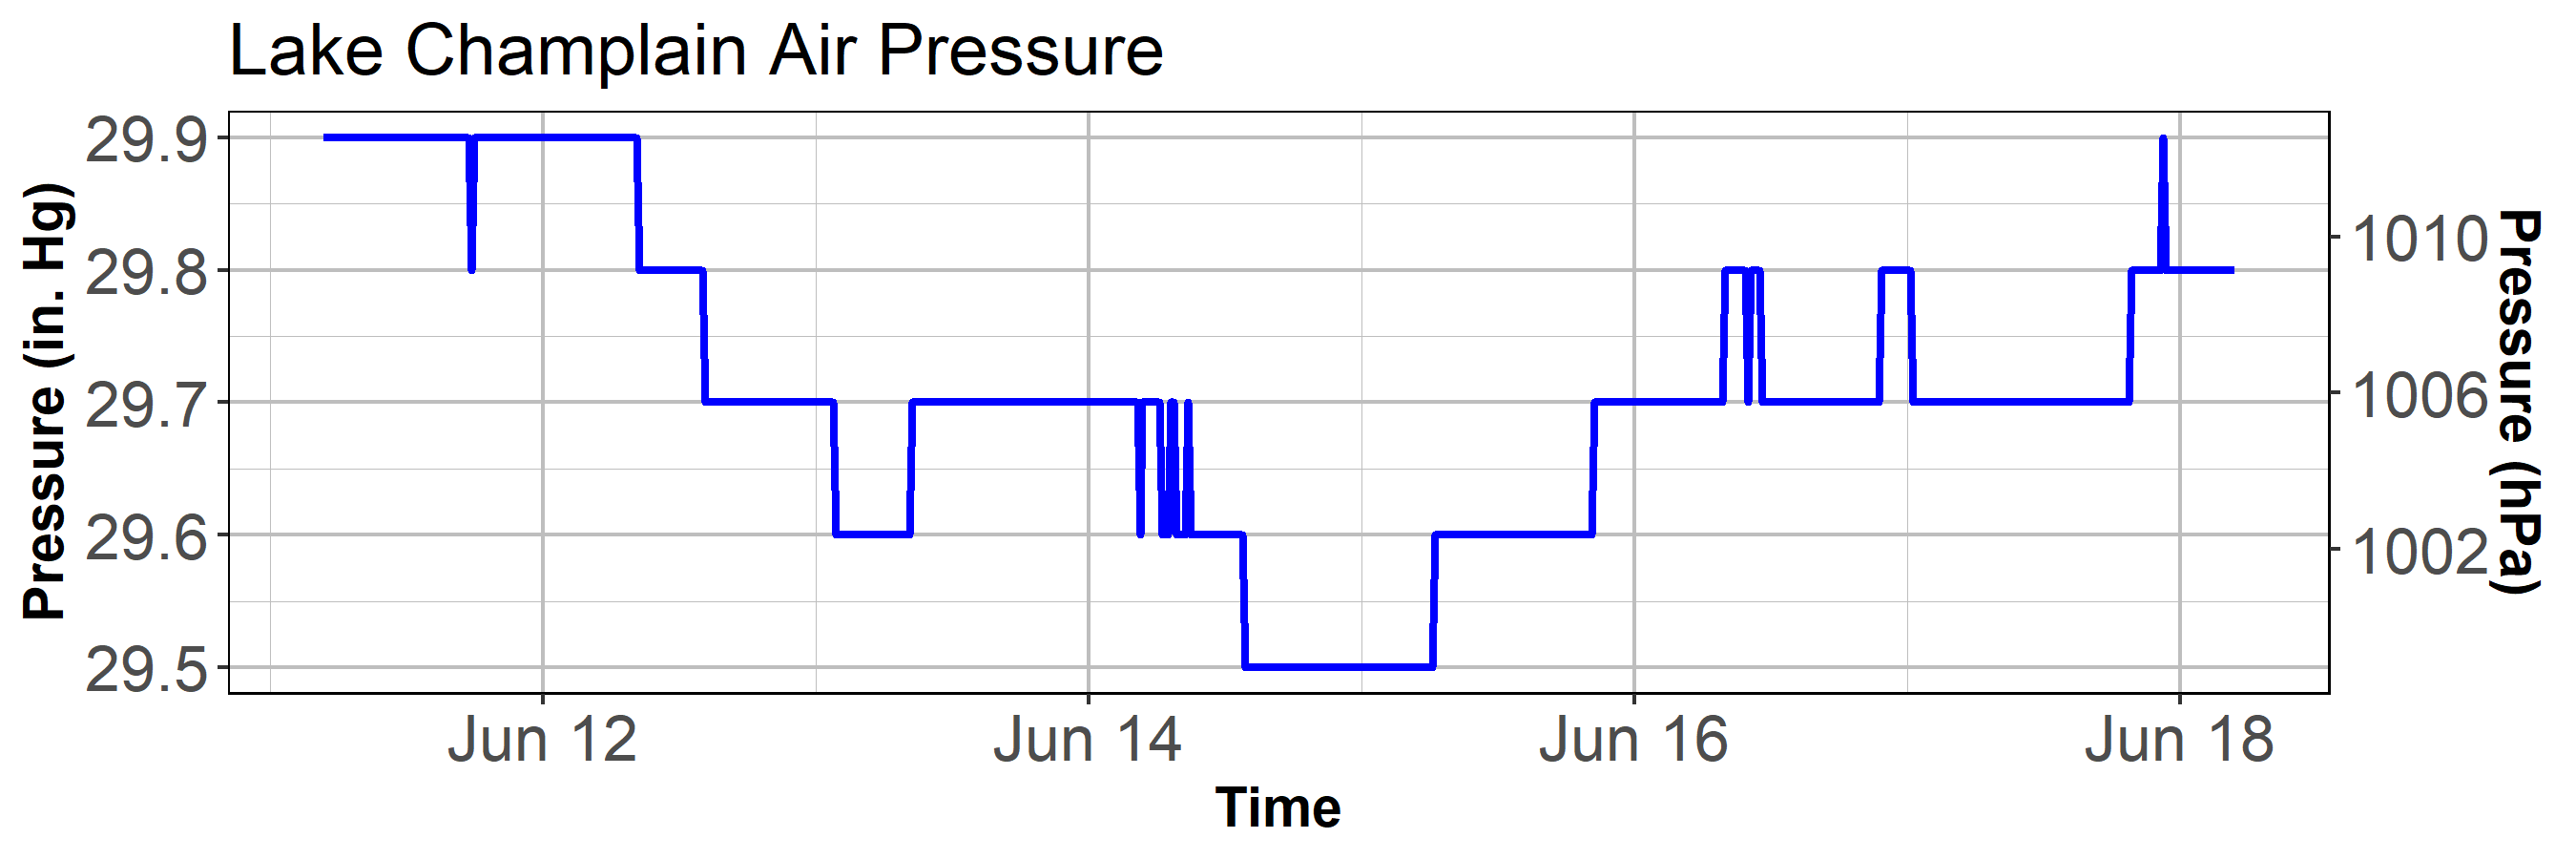 Lake Champlain Air Pressure
29.9
29.8
29.7
29.6
29.5
Pressure (in. Hg)
1010
1006
1002
Pressure (hPa)
Jun 12
Jun 14
Jun 16
Jun 18
Time